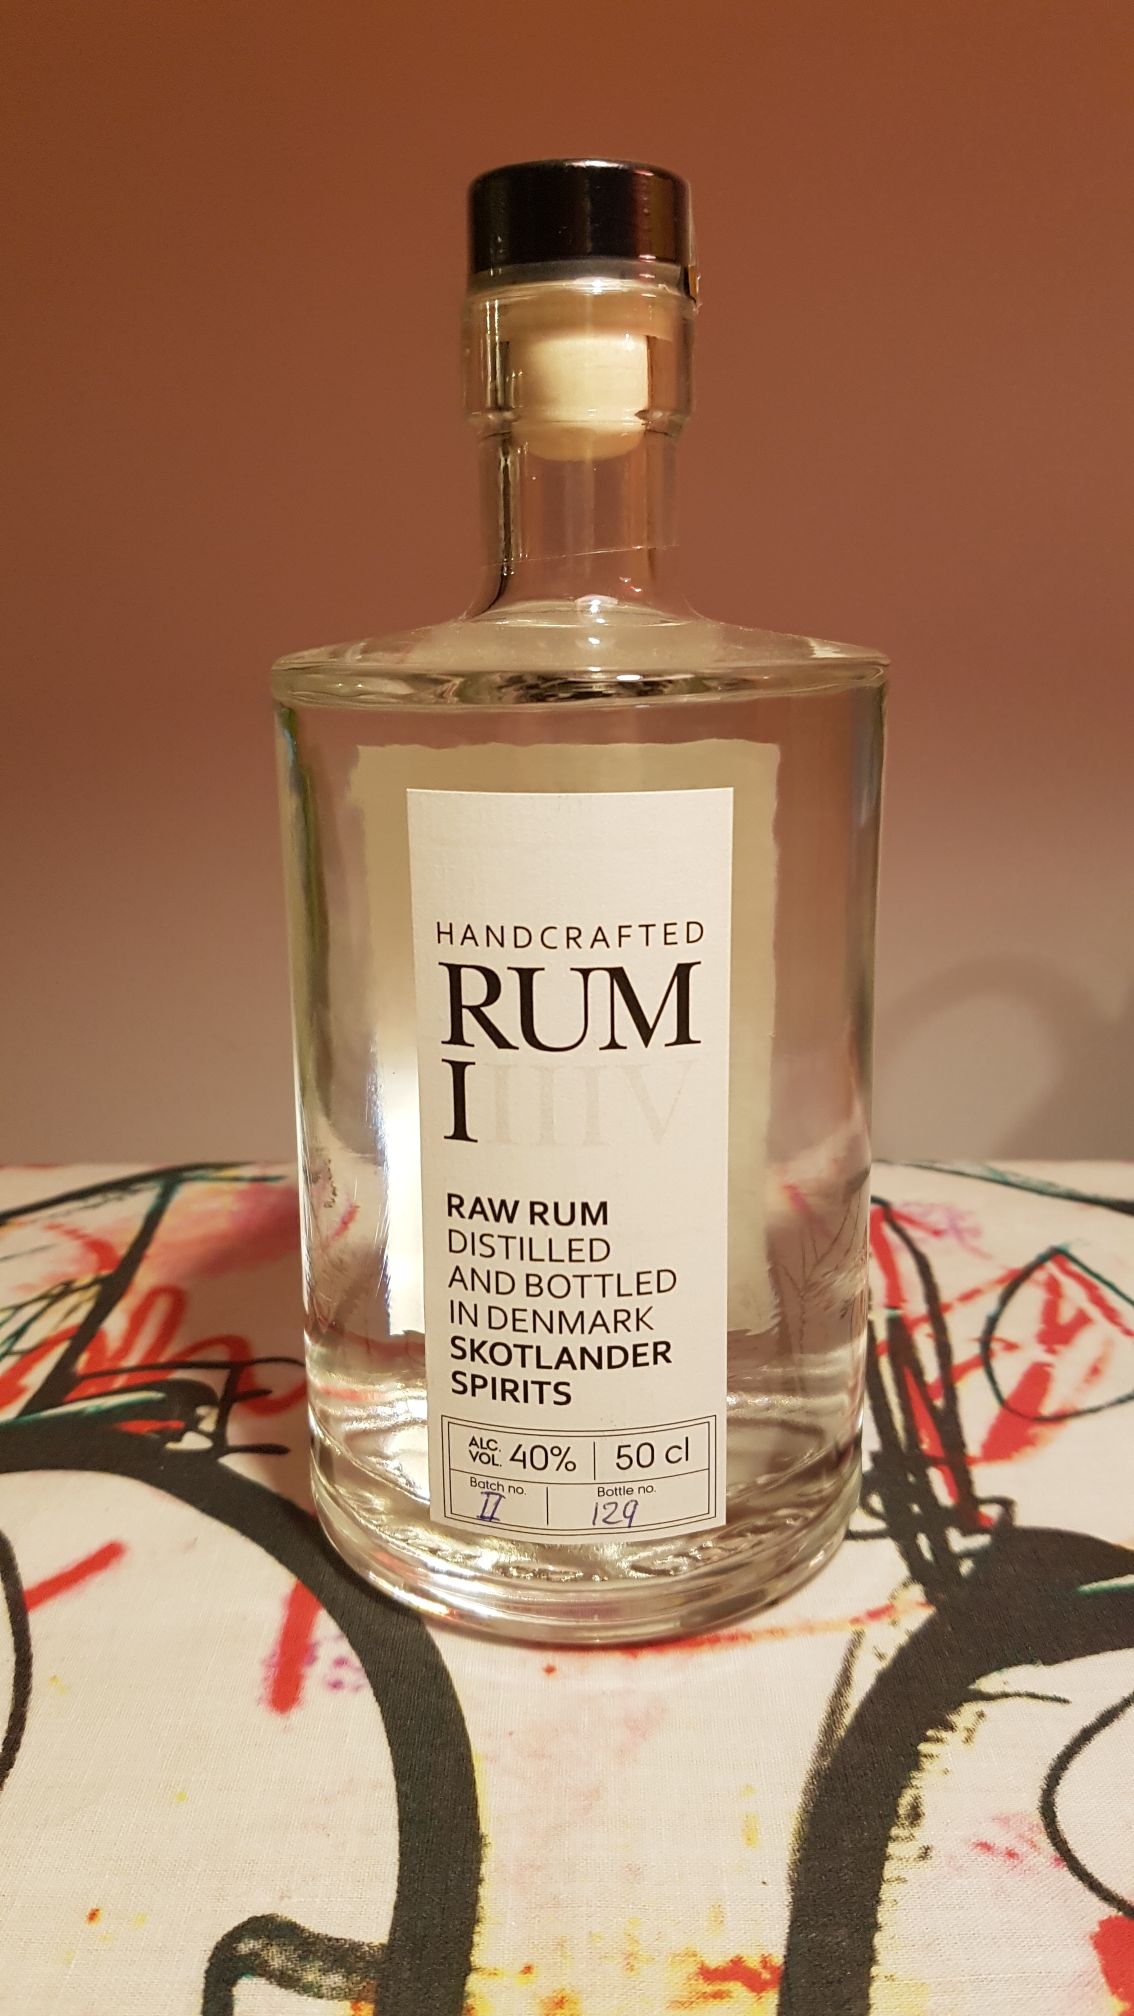 HANDCRAFTED
RUM
I IIIIV
RAW RUM
DISTILLED
AND BOTTLED
IN DENMARK
SKOTLANDER
SPIRITS
ALC. VOL. 40% 50 cl
Batch no. Bottle no.
II 129